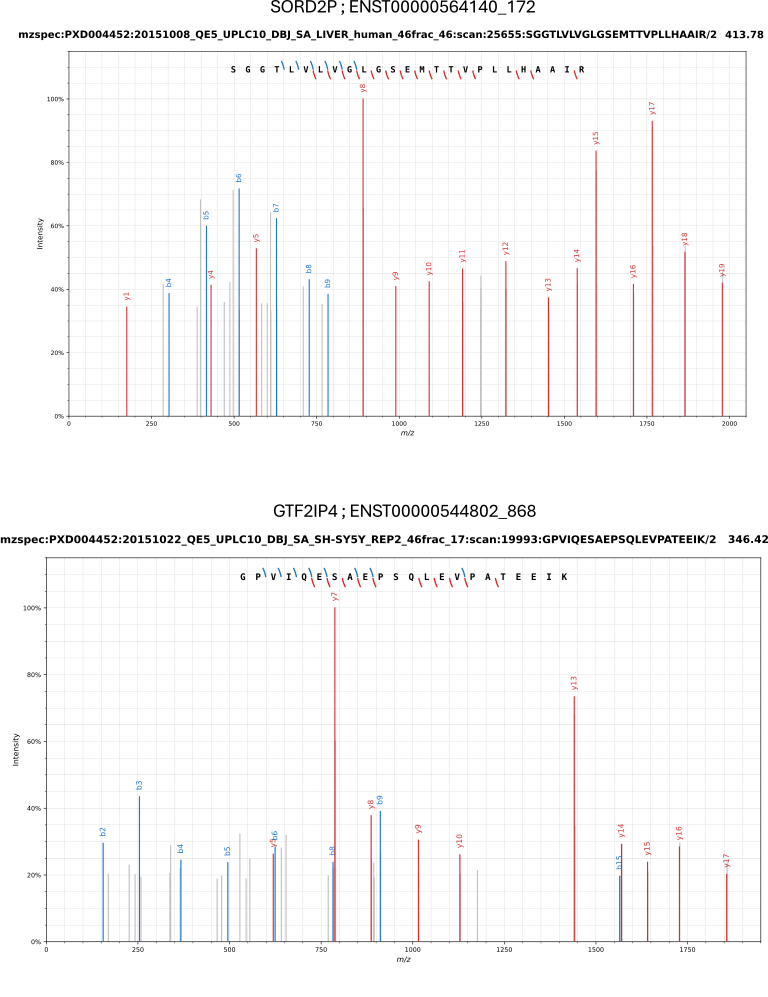 SORD2P ; ENST00000564140_172
mzspec:PXD004452:20151008_QE5_UPLC10_DBJ_SA_LIVER_human_46frac_46:scan:25655:SGGTLVLVGLGSEMTTVPLLHAAIR/2 413.78
S G G T L V L V G L G S E M T T V P L L H A A I R
100%
80%
60%
40%
20%
0%
Intensity
y1
b4
b5
y4
b6
y5
b7
b8
b9
y8
y9
y10
y11
y12
y13
y14
y15
y16
y17
y18
y19
0 250 500 750 1000 1250 1500 1750 2000
m/z
GTF2IP4 ; ENST00000544802_868
mzspec:PXD004452:20151022_QE5_UPLC10_DBJ_SA_SH-SY5Y_REP2_46frac_17:scan:19993:GPVIQESAEPSQLEVPATEEIK/2 346.42
G P V I Q E S A E P S Q L E V P A T E E I K
100%
80%
60%
40%
20%
0%
Intensity
b2
b3
b4
b5
y5
b6
b8
y7
y8
b9
y9
y10
y13
b15
y14
y15
y16
y17
0 250 500 750 1000 1250 1500 1750
m/z